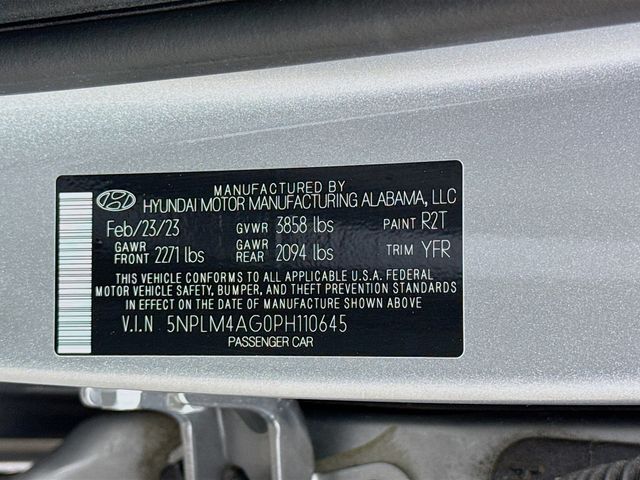 MANUFACTURED BY
HYUNDAI MOTOR MANUFACTURING ALABAMA, LLC
Feb/23/23 GVWR 3858 lbs PAINT R2T
GAWR FRONT 2271 lbs GAWR REAR 2094 lbs TRIM YFR
THIS VEHICLE CONFORMS TO ALL APPLICABLE U.S.A. FEDERAL
MOTOR VEHICLE SAFETY, BUMPER, AND THEFT PREVENTION STANDARDS
IN EFFECT ON THE DATE OF MANUFACTURE SHOWN ABOVE
V.I.N 5NPLM4AG0PH110645
PASSENGER CAR